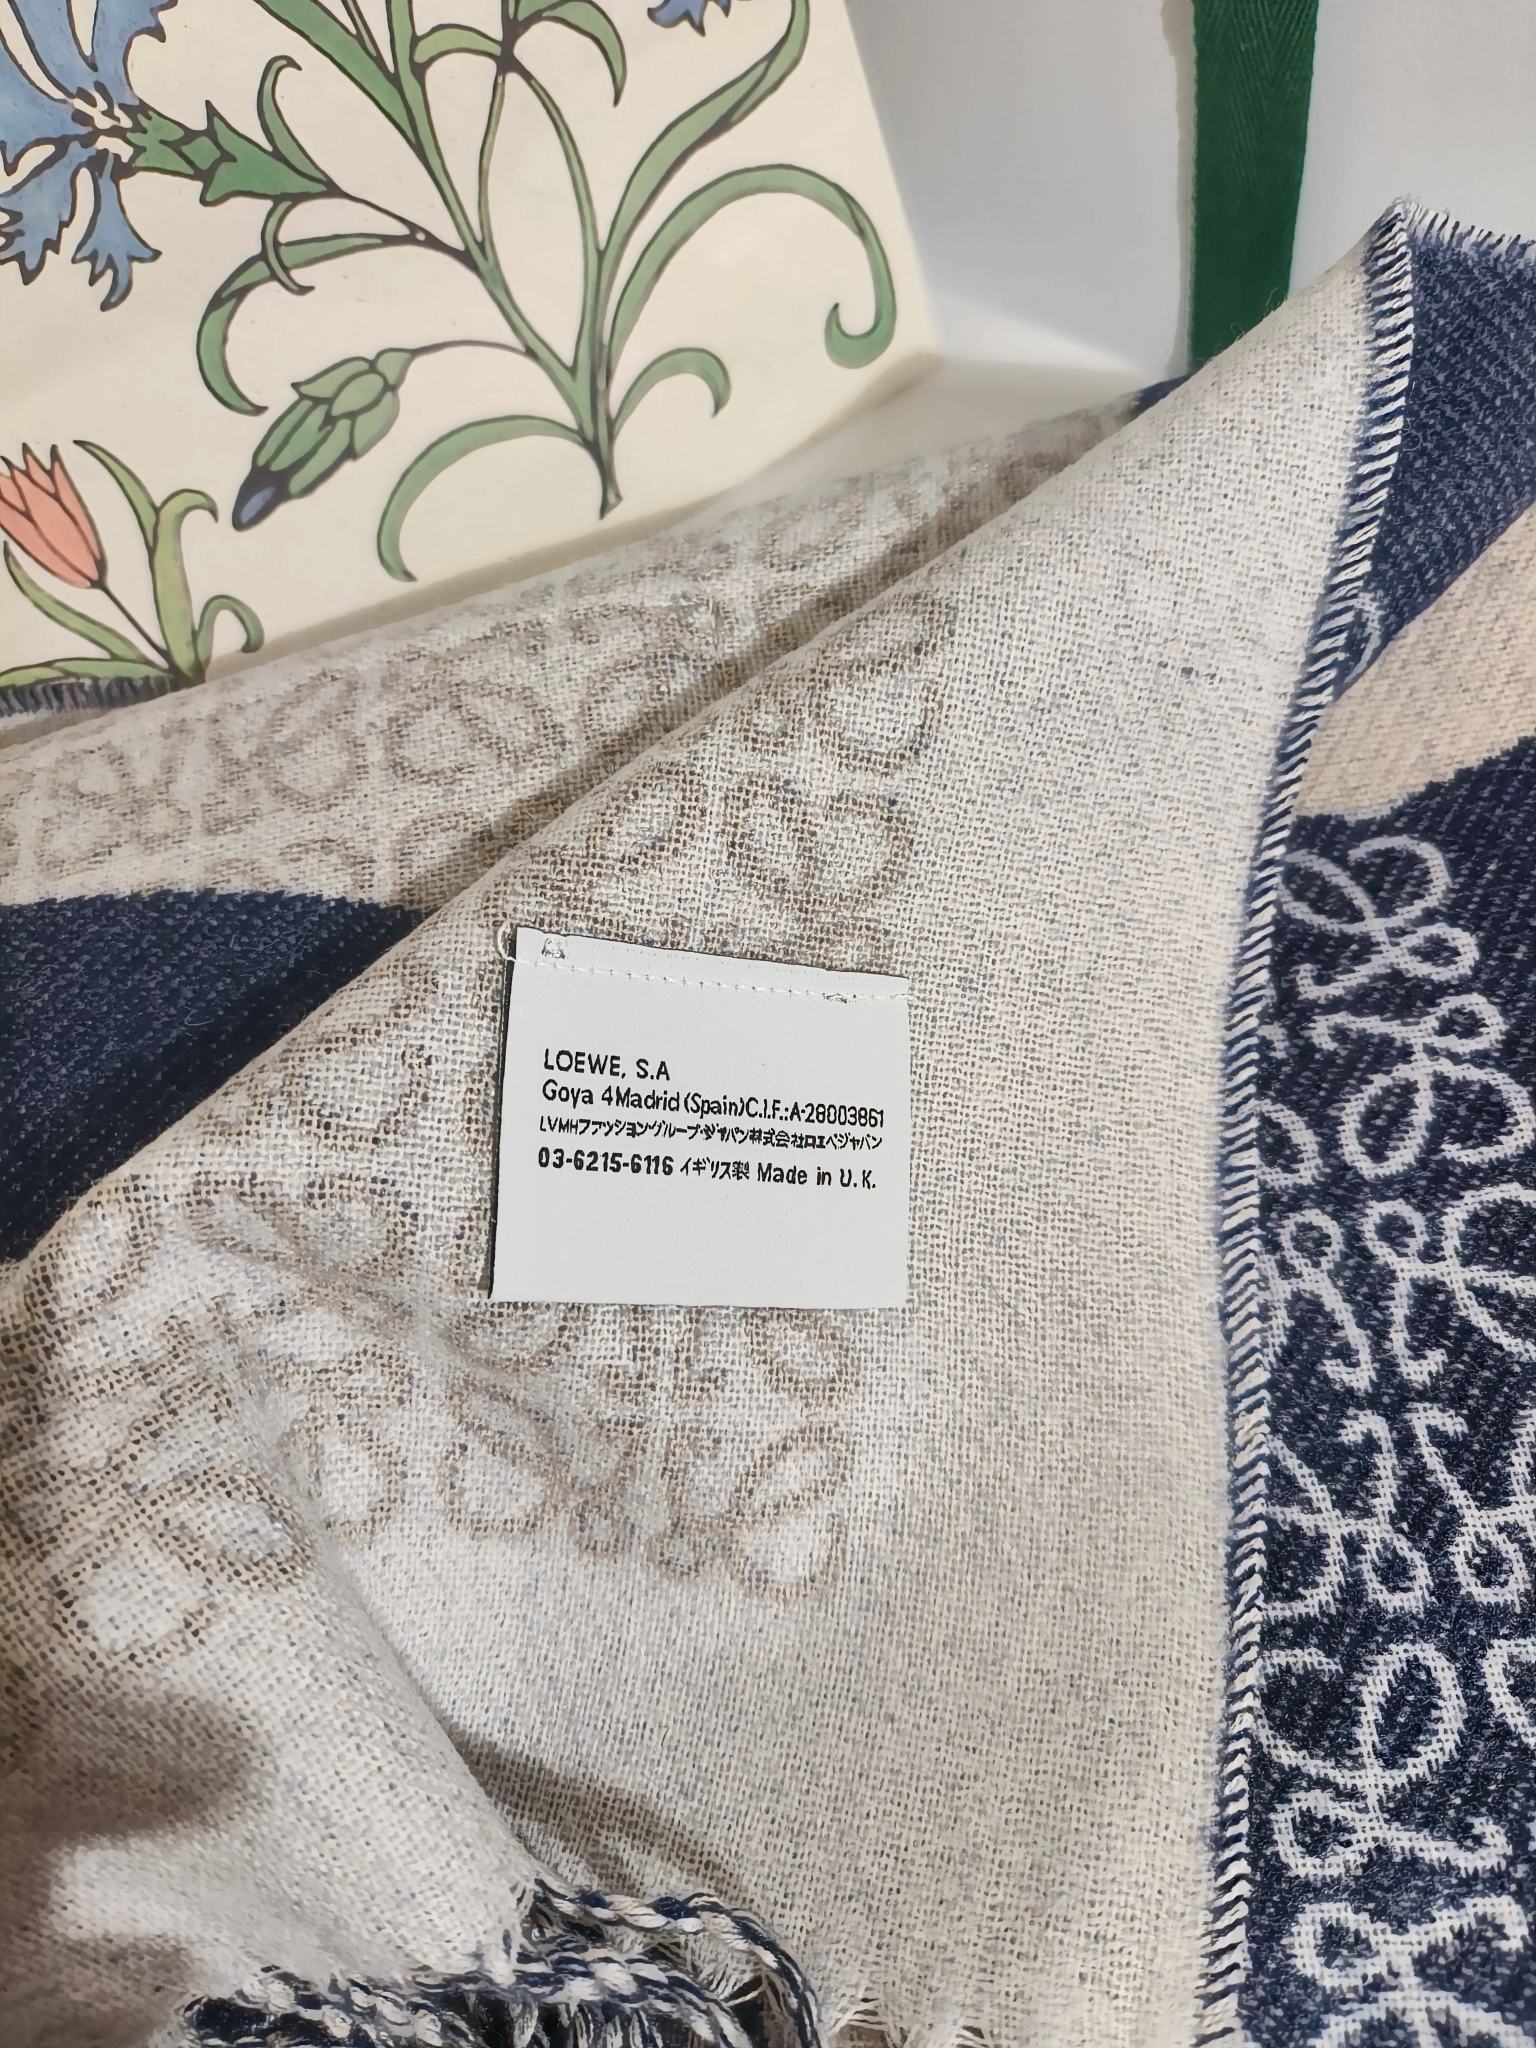 LOEWE, S.A
Goya 4Madrid (Spain)C.I.F.:A-28003861
LVMHファッション・グループ・ジャパン株式会社ロエベジャパン
03-6215-6116 イギリス製 Made in U.K.